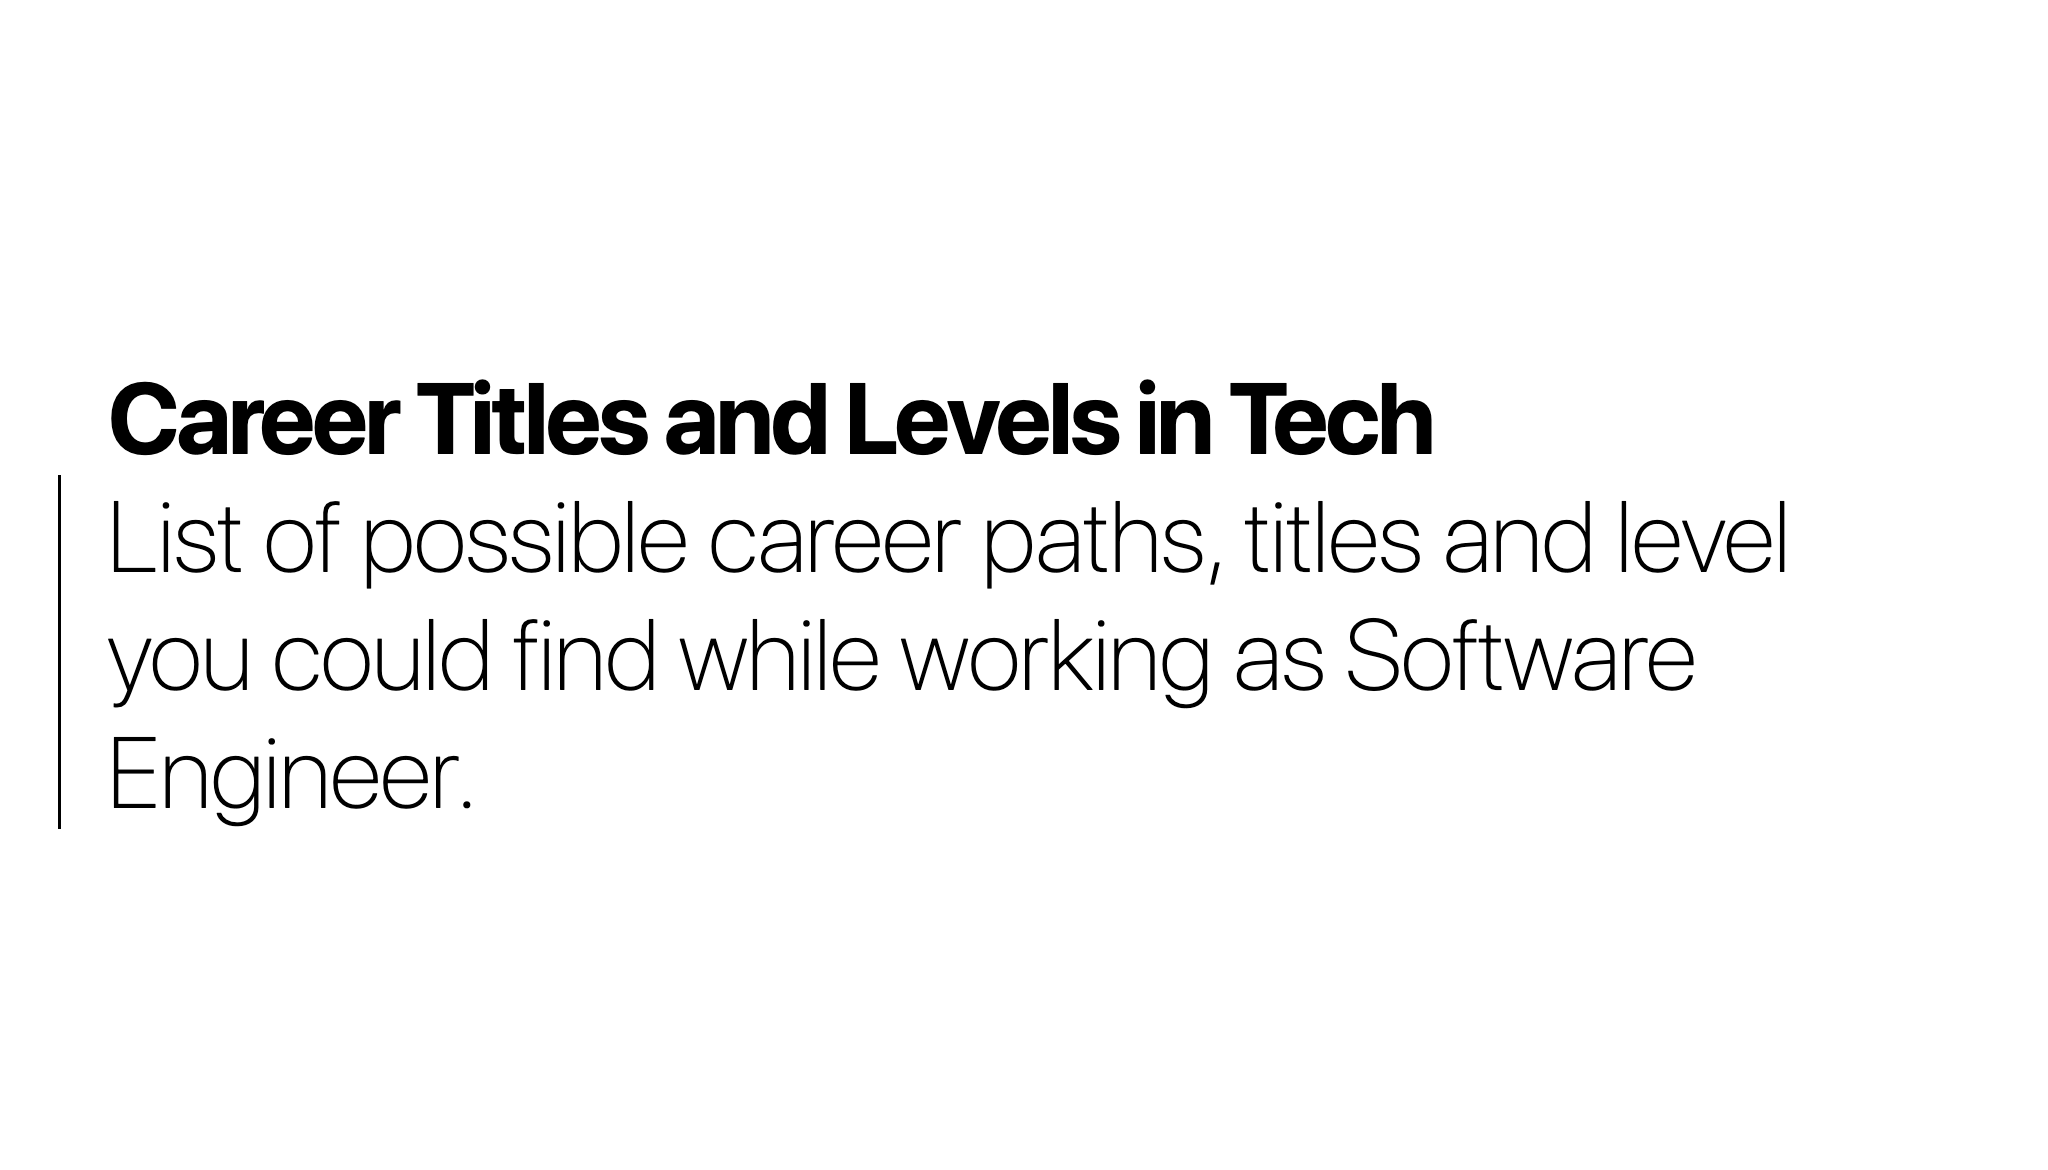 Career Titles and Levels in Tech
List of possible career paths, titles and level
you could find while working as Software
Engineer.